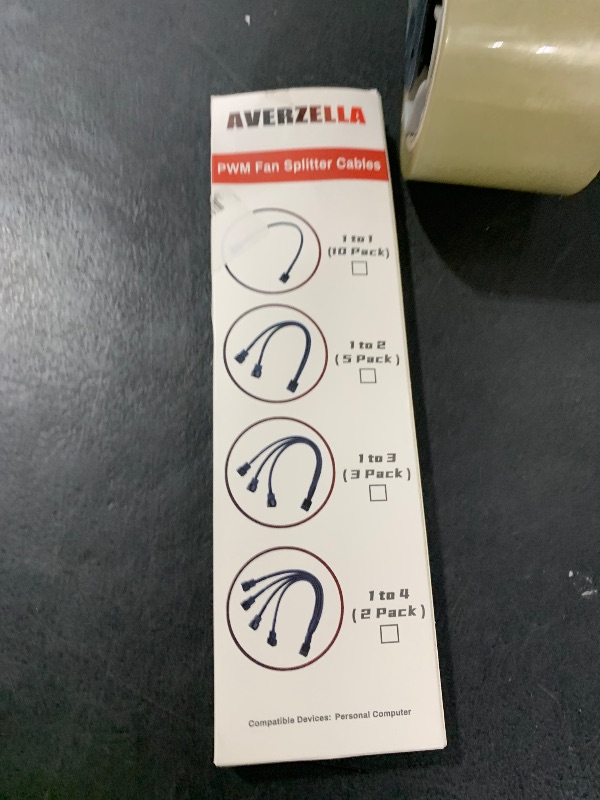 AVERZELLA
PWM Fan Splitter Cables
1 to 1
(10 Pack)
1 to 2
(5 Pack)
1 to 3
(3 Pack)
1 to 4
(2 Pack)
Compatible Devices: Personal Computer